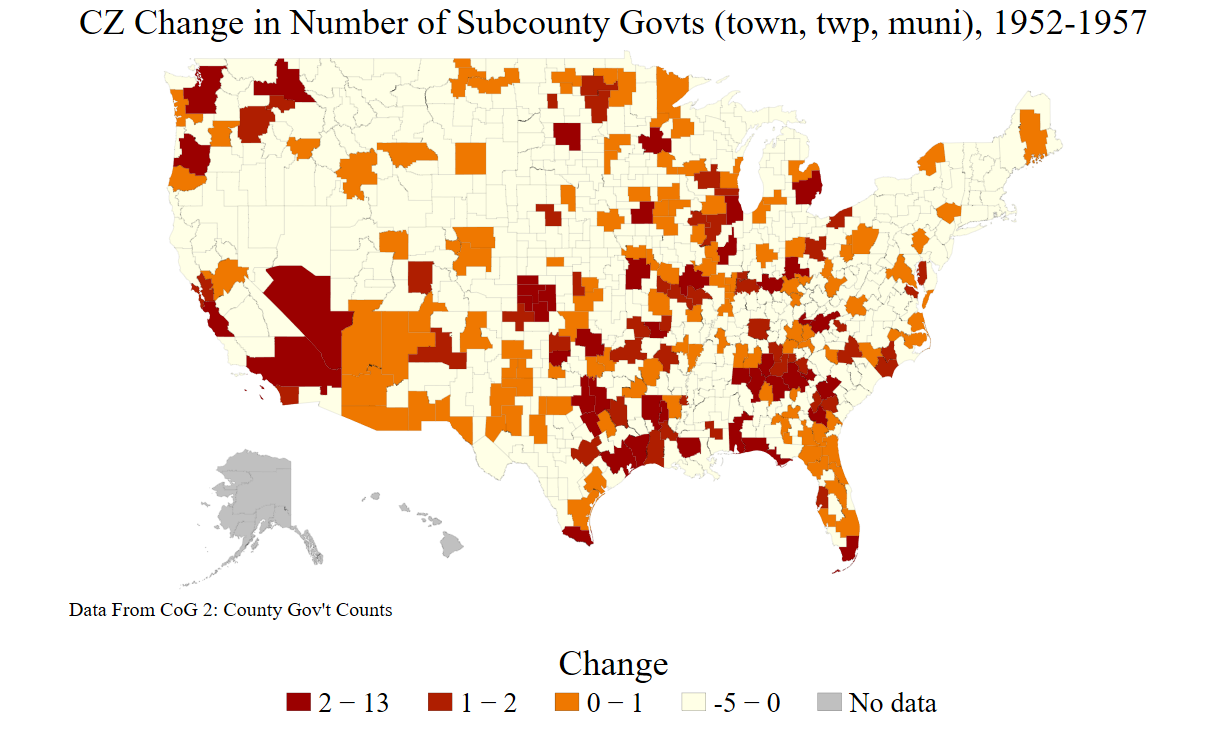 CZ Change in Number of Subcounty Govts (town, twp, muni), 1952-1957
Data From CoG 2: County Gov't Counts
Change
2 − 13
1 − 2
0 − 1
-5 − 0
No data